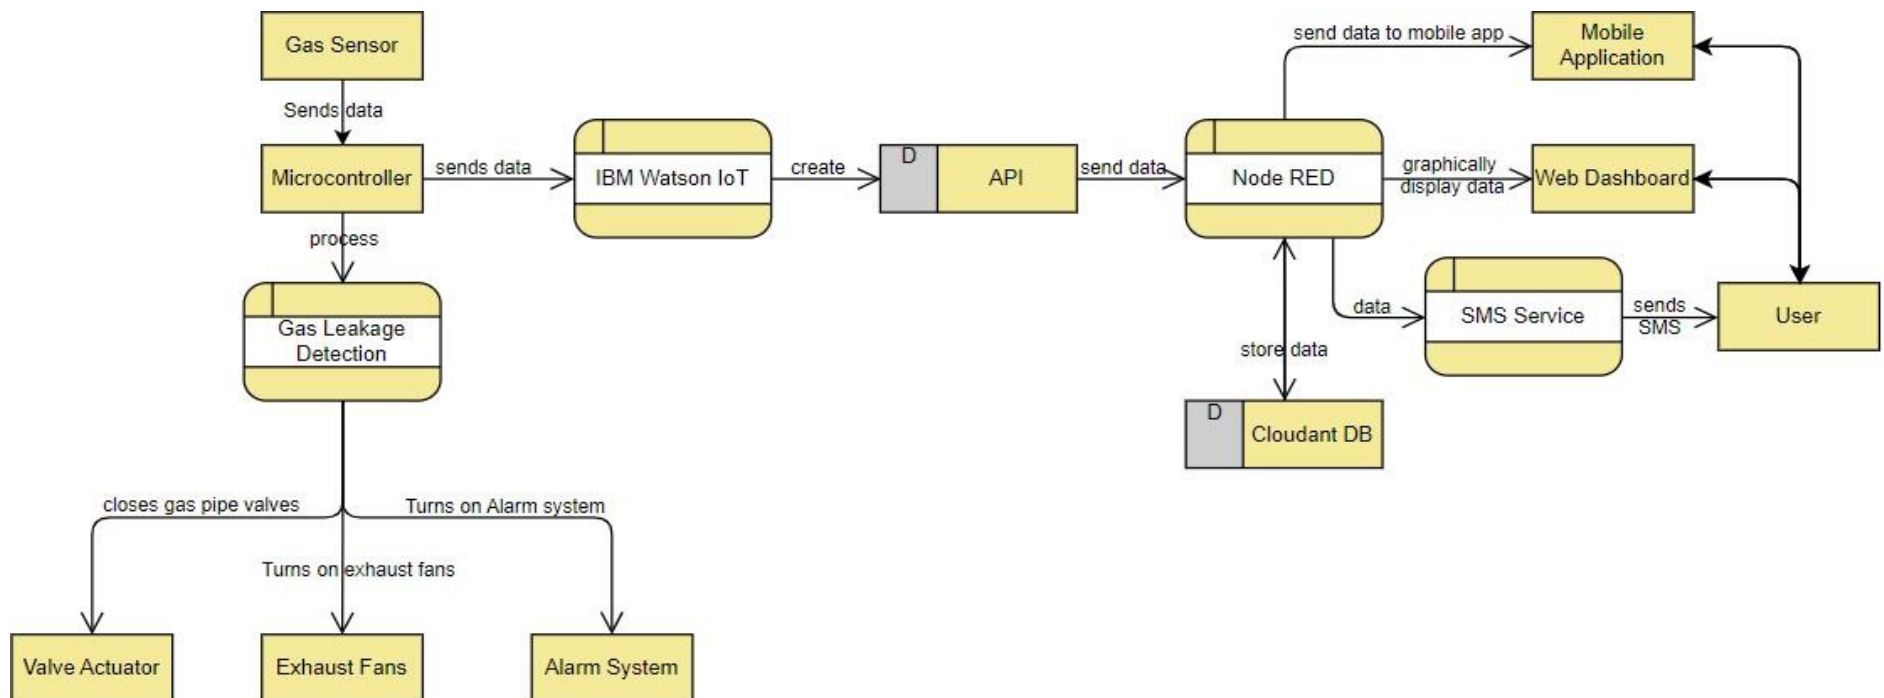 Gas Sensor
send data to mobile app
Mobile
Application
Sends data
Microcontroller
sends data
IBM Watson IoT
create
D
API
send data
Node RED
graphically
display data
Web Dashboard
process
Gas Leakage
Detection
data
SMS Service
sends
SMS
User
store data
D
Cloudant DB
closes gas pipe valves
Turns on Alarm system
Turns on exhaust fans
Valve Actuator
Exhaust Fans
Alarm System